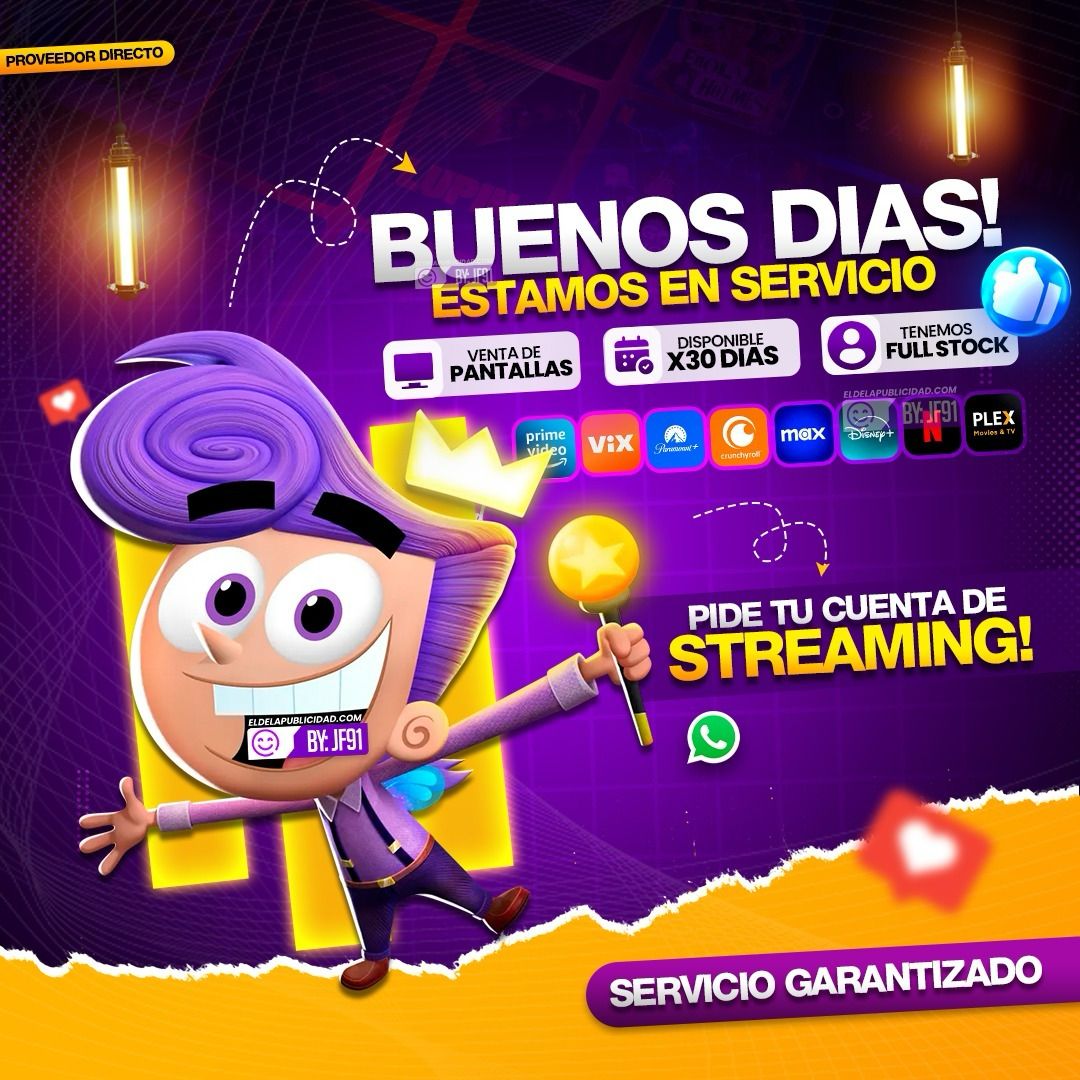 PROVEEDOR DIRECTO
BUENOS DIAS!
BY: JF91
ESTAMOS EN SERVICIO
VENTA DE
PANTALLAS
DISPONIBLE
X30 DIAS
TENEMOS
FULL STOCK
ELDELAPUBLICIDAD.COM
BY: JF91
prime
video
ViX
Paramount+
crunchyroll
max
Disney+
N
PLEX
Movies & TV
PIDE TU CUENTA DE
STREAMING!
ELDELAPUBLICIDAD.COM
BY: JF91
SERVICIO GARANTIZADO